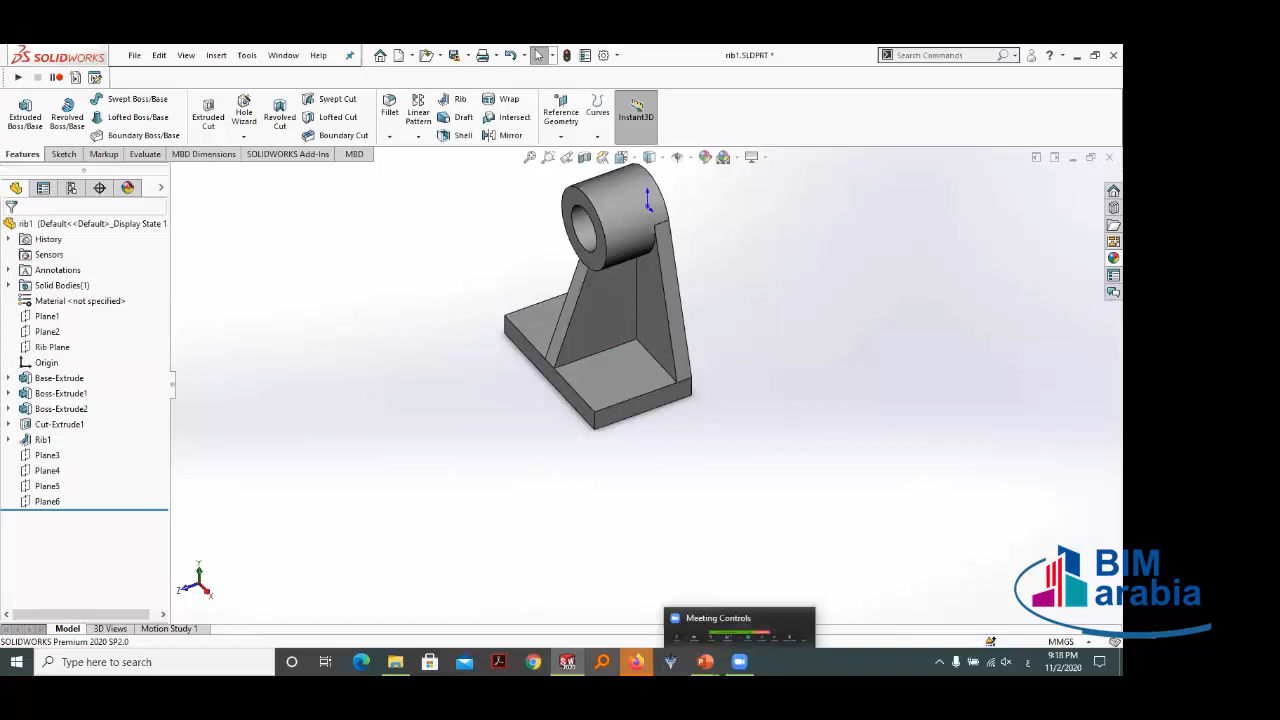 SOLIDWORKS File Edit View Insert Tools Window Help rib1.SLDPRT * Search Commands ?
Extruded Boss/Base
Revolved Boss/Base
Swept Boss/Base
Lofted Boss/Base
Boundary Boss/Base
Extruded Cut
Hole Wizard
Revolved Cut
Swept Cut
Lofted Cut
Boundary Cut
Fillet
Linear Pattern
Rib
Draft
Shell
Wrap
Intersect
Mirror
Reference Geometry
Curves
Instant3D
Features Sketch Markup Evaluate MBD Dimensions SOLIDWORKS Add-Ins MBD
rib1 (Default<<Default>_Display State 1
History
Sensors
Annotations
Solid Bodies(1)
Material <not specified>
Plane1
Plane2
Rib Plane
Origin
Base-Extrude
Boss-Extrude1
Boss-Extrude2
Cut-Extrude1
Rib1
Plane3
Plane4
Plane5
Plane6
Y
Z
X
BIM
arabia
Meeting Controls
Model 3D Views Motion Study 1
SOLIDWORKS Premium 2020 SP2.0 MMGS
Type here to search
SW
2020
ع
9:18 PM
11/2/2020